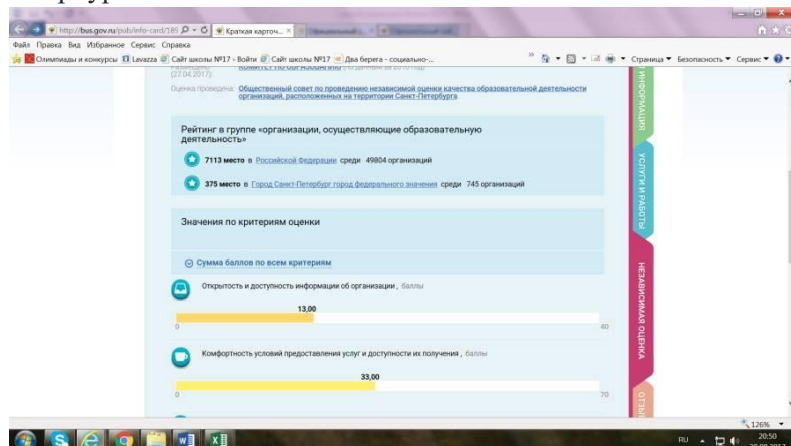 http://bus.gov.ru/pub/info-card/189
Краткая карточ...
Файл Правка Вид Избранное Сервис Справка
Олимпиады и конкурсы Lavazza Сайт школы №17 › Войти Сайт школы №17 Два берега - социально-...
Страница Безопасность Сервис
(27.04.2017):
Оценка проведена: Общественный совет по проведению независимой оценки качества образовательной деятельности
организаций, расположенных на территории Санкт-Петербурга
Рейтинг в группе «организации, осуществляющие образовательную
деятельность»
7113 место в Российской Федерации среди 49804 организаций
375 место в Город Санкт-Петербург город федерального значения среди 745 организаций
Значения по критериям оценки
Сумма баллов по всем критериям
Открытость и доступность информации об организации, баллы
13,00
0 40
Комфортность условий предоставления услуг и доступности их получения, баллы
33,00
0 70
ИНФОРМАЦИЯ
УСЛУГИ И РАБОТЫ
НЕЗАВИСИМАЯ ОЦЕНКА
126%
RU
20:50